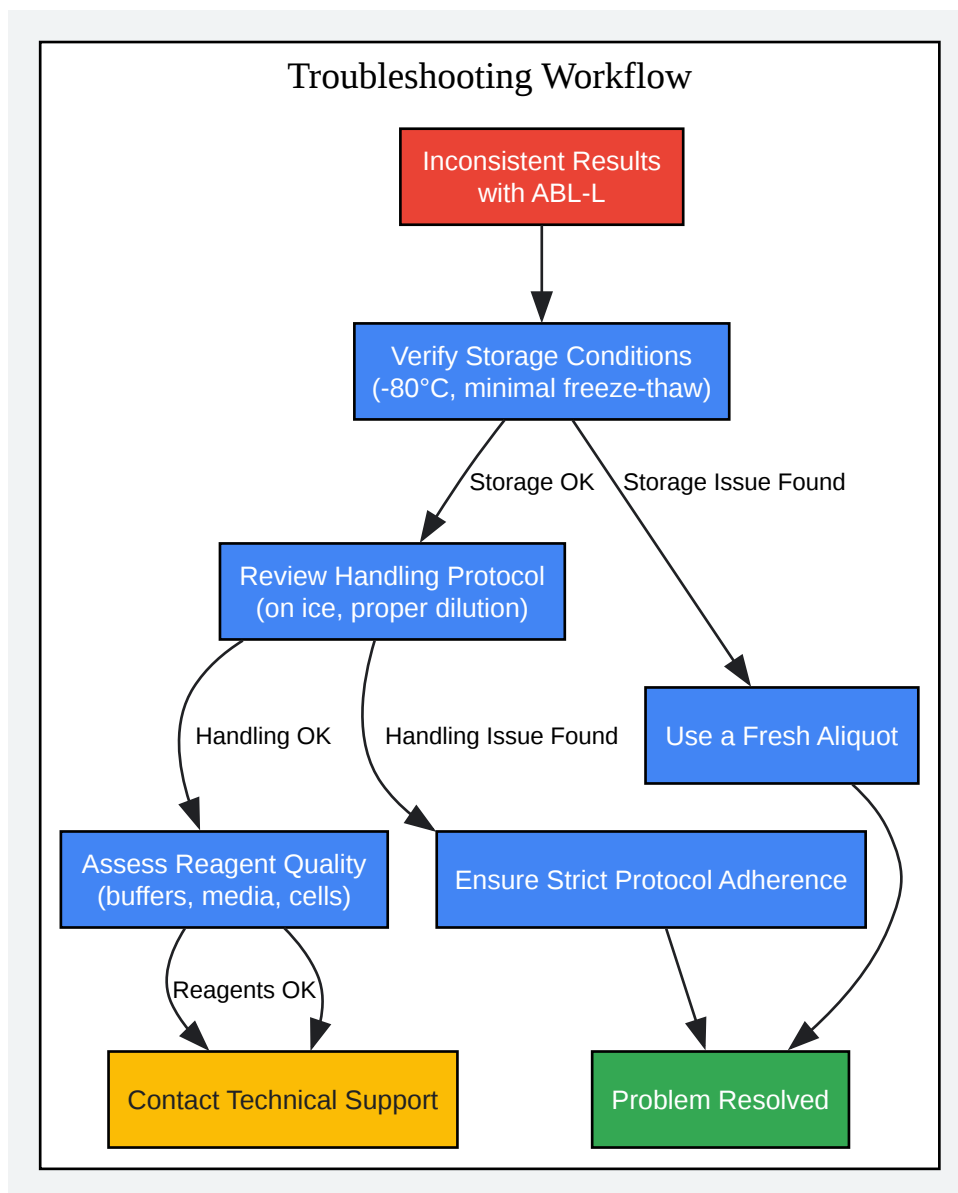 Troubleshooting Workflow
Inconsistent Results
with ABL-L
Verify Storage Conditions
(-80°C, minimal freeze-thaw)
Storage OK
Storage Issue Found
Review Handling Protocol
(on ice, proper dilution)
Handling OK
Handling Issue Found
Use a Fresh Aliquot
Assess Reagent Quality
(buffers, media, cells)
Ensure Strict Protocol Adherence
Reagents OK
Contact Technical Support
Problem Resolved